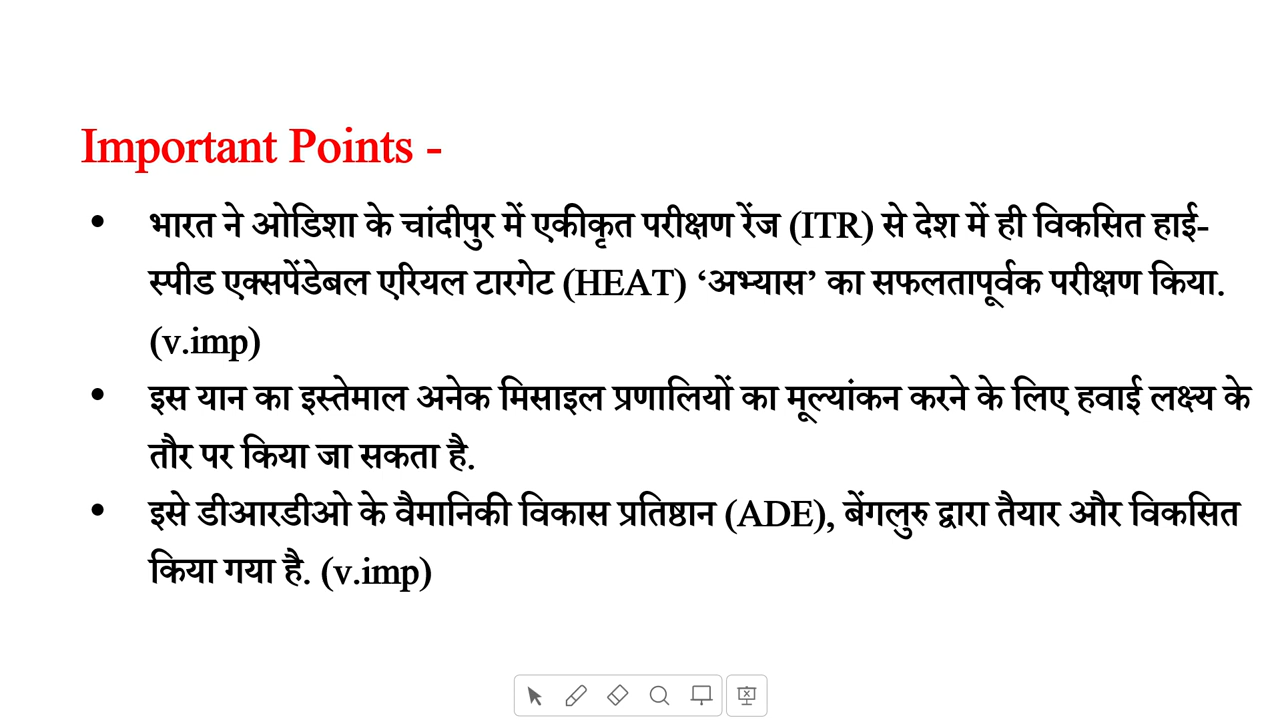 Important Points -
• भारत ने ओडिशा के चांदीपुर में एकीकृत परीक्षण रेंज (ITR) से देश में ही विकसित हाई-
स्पीड एक्सपेंडेबल एरियल टारगेट (HEAT) ‘अभ्यास’ का सफलतापूर्वक परीक्षण किया.
(v.imp)
• इस यान का इस्तेमाल अनेक मिसाइल प्रणालियों का मूल्यांकन करने के लिए हवाई लक्ष्य के
तौर पर किया जा सकता है.
• इसे डीआरडीओ के वैमानिकी विकास प्रतिष्ठान (ADE), बेंगलुरु द्वारा तैयार और विकसित
किया गया है. (v.imp)